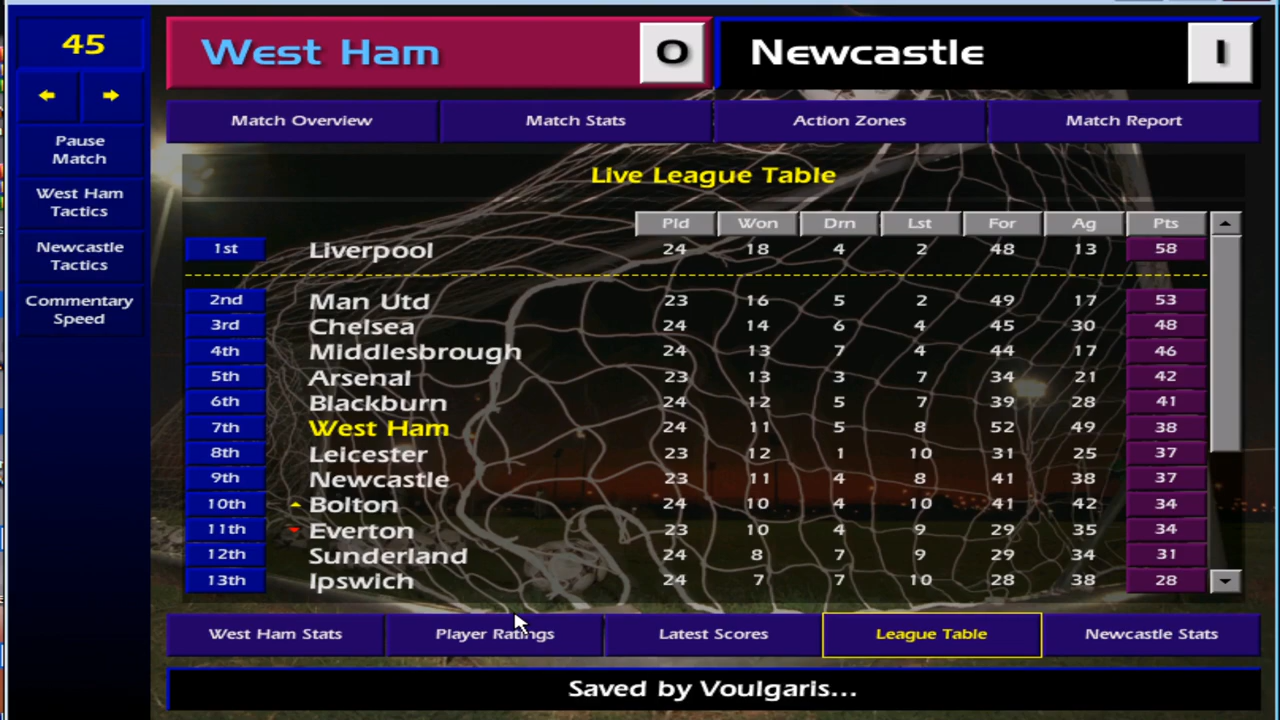 45
West Ham 0 Newcastle 1
Match Overview Match Stats Action Zones Match Report
Pause
Match
West Ham
Tactics
Newcastle
Tactics
Commentary
Speed
Live League Table
Pld Won Drn Lst For Ag Pts
1st Liverpool 24 18 4 2 48 13 58
2nd Man Utd 23 16 5 2 49 17 53
3rd Chelsea 24 14 6 4 45 30 48
4th Middlesbrough 24 13 7 4 44 17 46
5th Arsenal 23 13 3 7 34 21 42
6th Blackburn 24 12 5 7 39 28 41
7th West Ham 24 11 5 8 52 49 38
8th Leicester 23 12 1 10 31 25 37
9th Newcastle 23 11 4 8 41 38 37
10th Bolton 24 10 4 10 41 42 34
11th Everton 23 10 4 9 29 35 34
12th Sunderland 24 8 7 9 29 34 31
13th Ipswich 24 7 7 10 28 38 28
West Ham Stats Player Ratings Latest Scores League Table Newcastle Stats
Saved by Voulgaris...